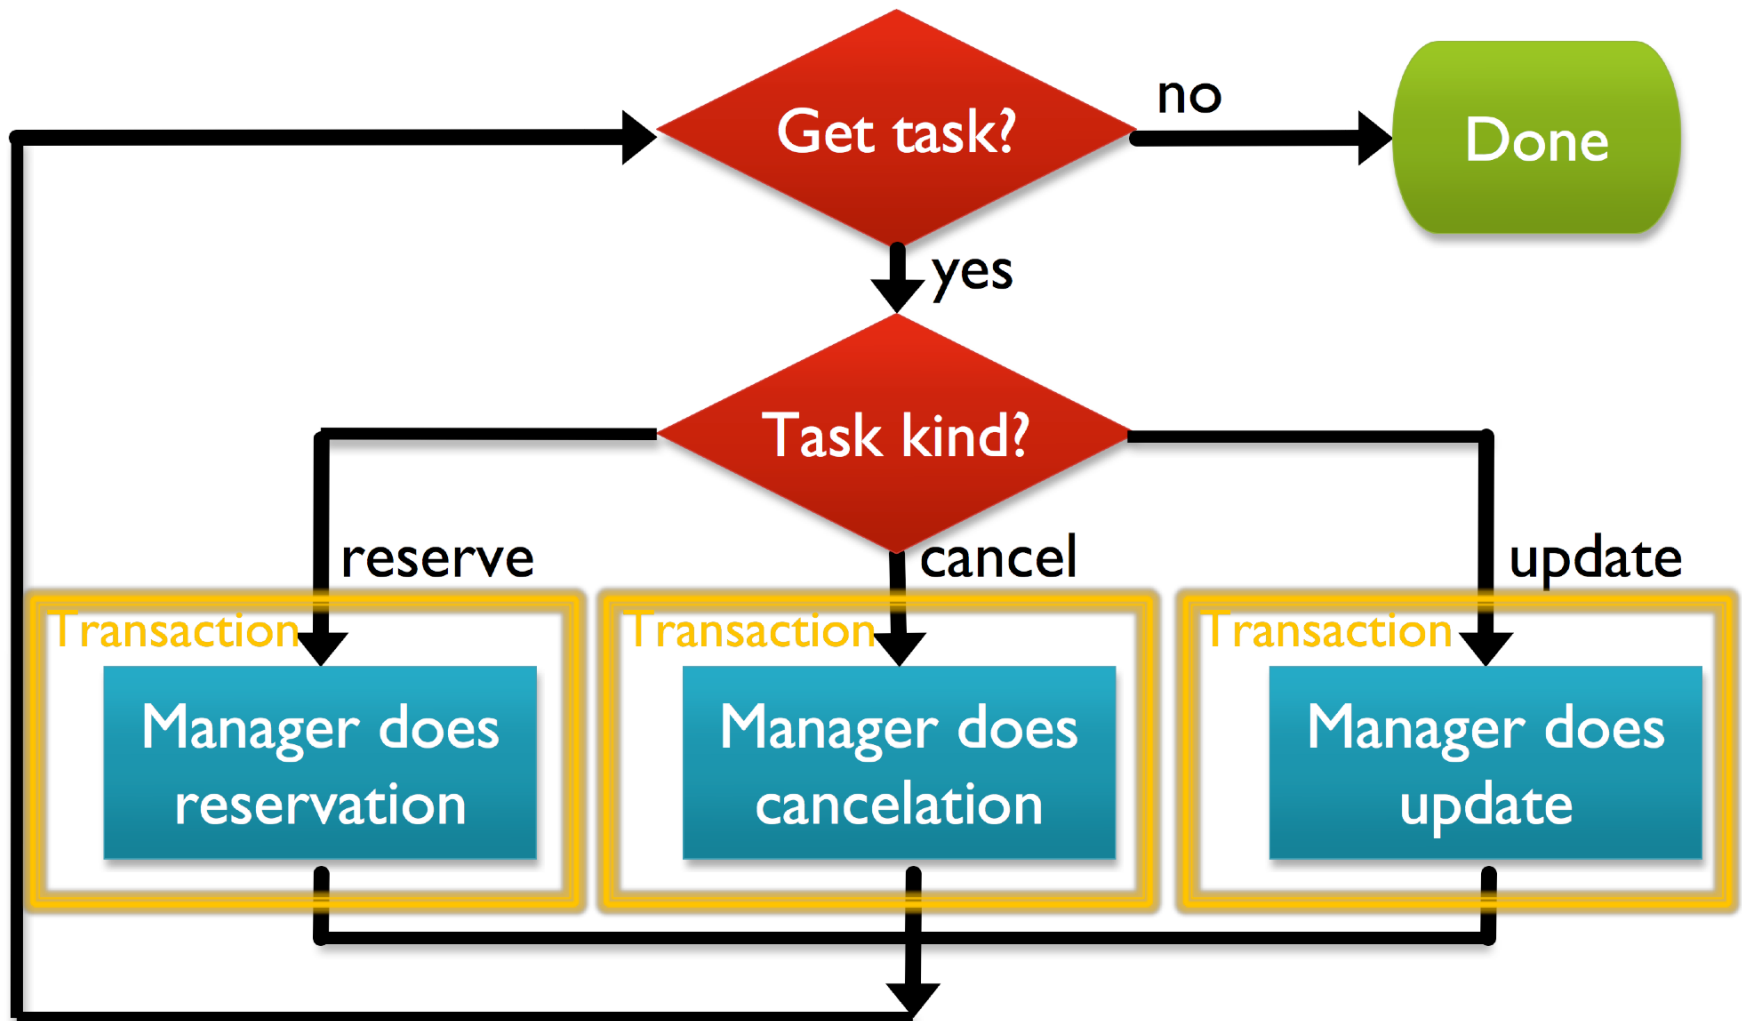 Get task?
no
Done
yes
Task kind?
reserve
cancel
update
Transaction
Transaction
Transaction
Manager does
reservation
Manager does
cancelation
Manager does
update